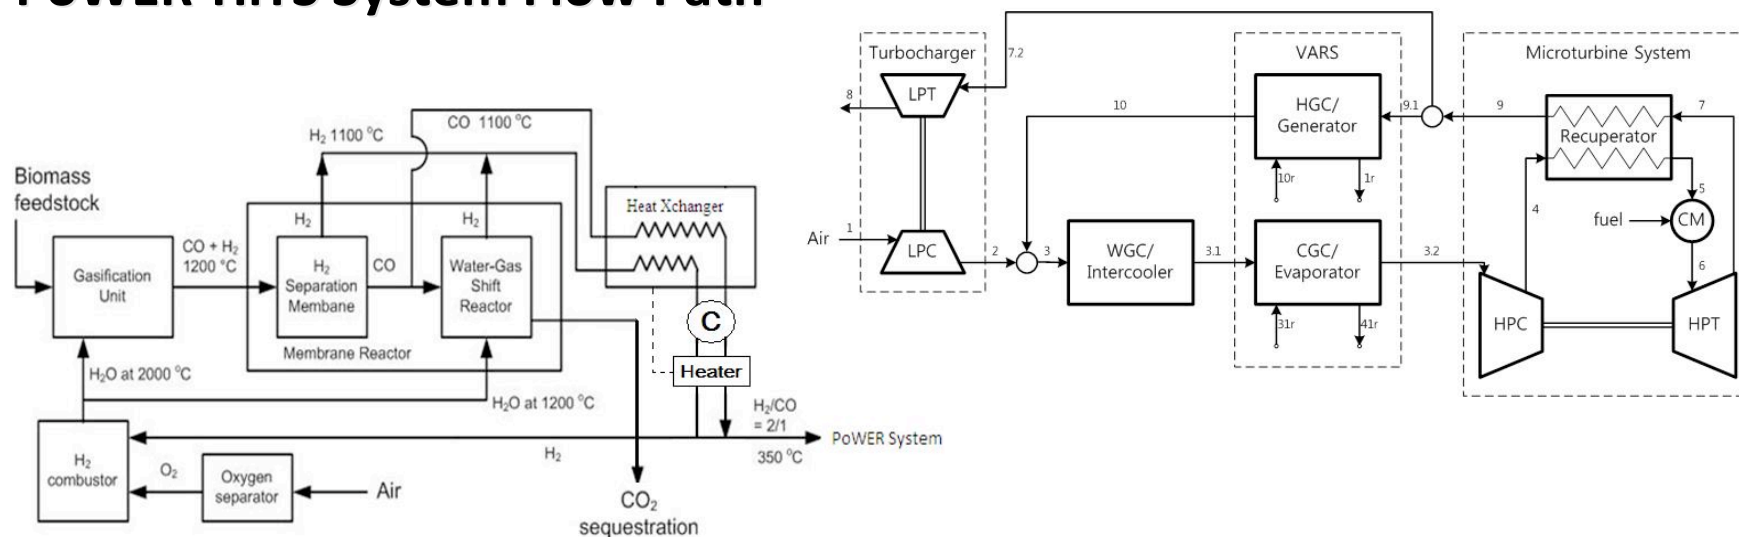 PoWER-HiTS System Flow Path
Biomass
feedstock
Gasification
Unit
CO + H₂
1200 °C
H₂O at 2000 °C
H₂
combustor
O₂
Oxygen
separator
Air
H₂ 1100 °C
CO 1100 °C
H₂
H₂
Separation
Membane
CO
H₂
Water-Gas
Shift
Reactor
Membrane Reactor
H₂O at 1200 °C
Heat Xchanger
C
Heater
H₂/CO
= 2/1
350 °C
PoWER System
H₂
CO₂
sequestration
Turbocharger
LPT
8
7.2
Air
1
LPC
2
3
10
WGC/
Intercooler
3.1
VARS
HGC/
Generator
10r
1r
9.1
CGC/
Evaporator
31r
41r
3.2
Microturbine System
9
Recuperator
7
4
5
fuel
CM
6
HPC
HPT